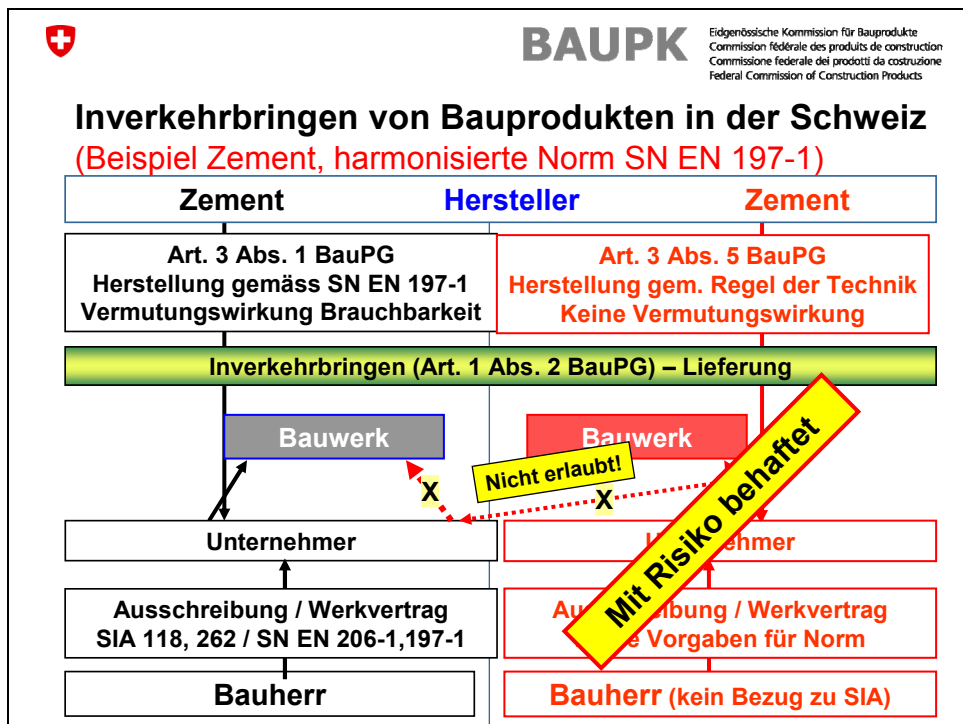 BAUPK
Eidgenössische Kommission für Bauprodukte
Commission fédérale des produits de construction
Commissione federale dei prodotti da costruzione
Federal Commission of Construction Products
Inverkehrbringen von Bauprodukten in der Schweiz
(Beispiel Zement, harmonisierte Norm SN EN 197-1)
Zement Hersteller Zement
Art. 3 Abs. 1 BauPG
Herstellung gemäss SN EN 197-1
Vermutungswirkung Brauchbarkeit
Art. 3 Abs. 5 BauPG
Herstellung gem. Regel der Technik
Keine Vermutungswirkung
Inverkehrbringen (Art. 1 Abs. 2 BauPG) – Lieferung
Bauwerk
Bauwerk
Nicht erlaubt!
X
X
Mit Risiko behaftet
Unternehmer
Ausschreibung / Werkvertrag
SIA 118, 262 / SN EN 206-1,197-1
/ Werkvertrag
Vorgaben für Norm
Bauherr
Bauherr (kein Bezug zu SIA)